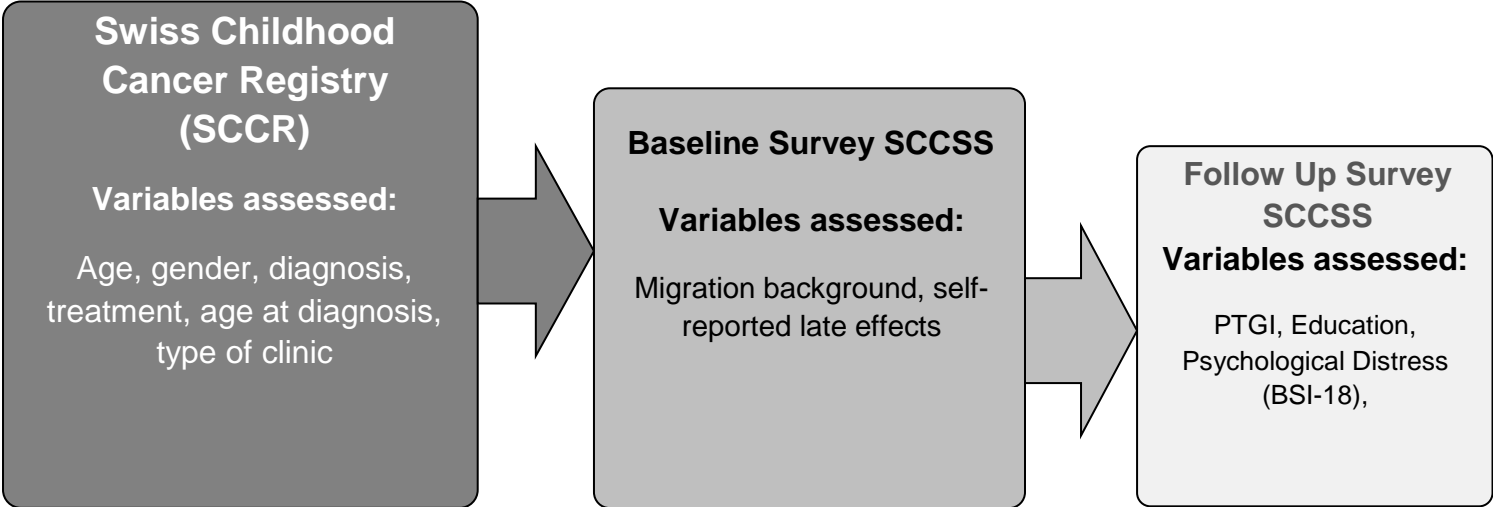 Swiss Childhood
Cancer Registry
(SCCR)
Variables assessed:
Age, gender, diagnosis,
treatment, age at diagnosis,
type of clinic
Baseline Survey SCCSS
Variables assessed:
Migration background, self-
reported late effects
Follow Up Survey
SCCSS
Variables assessed:
PTGI, Education,
Psychological Distress
(BSI-18),